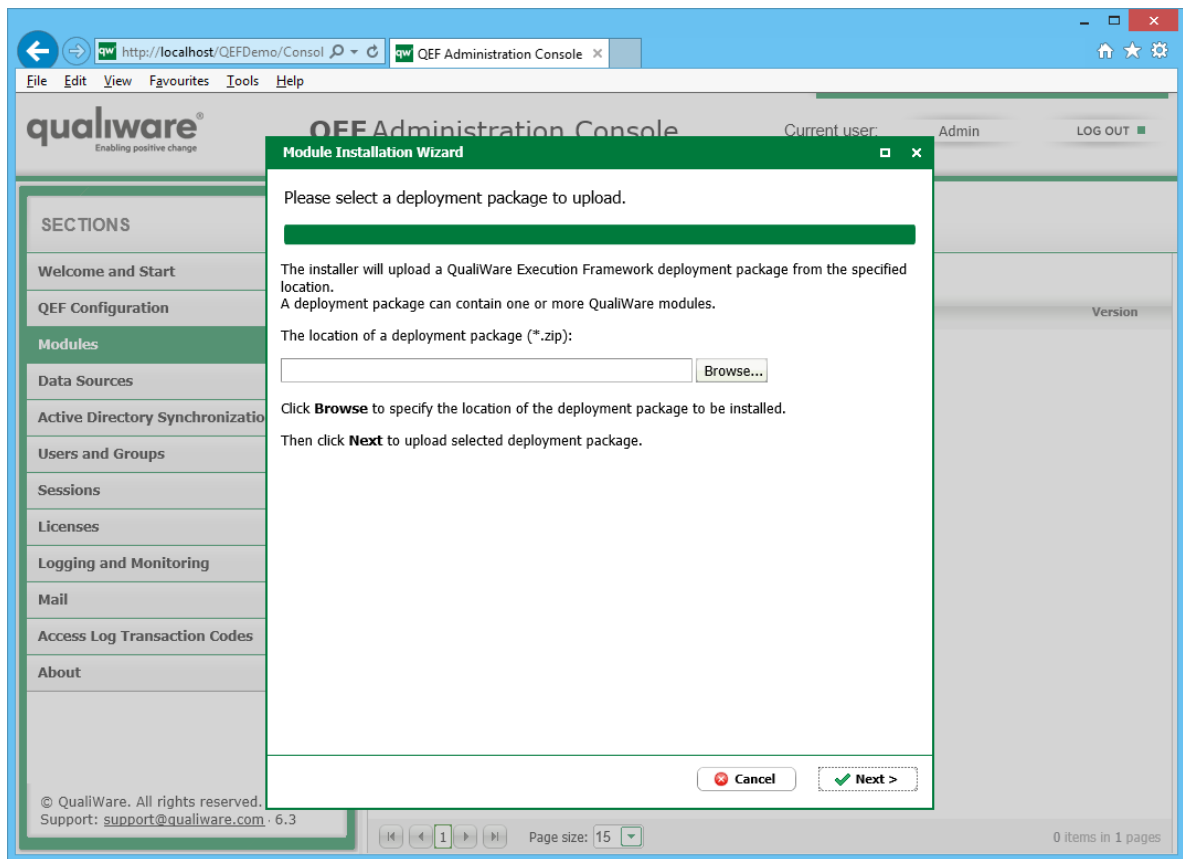 http://localhost/QEFDemo/Consol
QEF Administration Console
File Edit View Favourites Tools Help
qualiware®
Enabling positive change
QEF Administration Console
Current user: Admin
LOG OUT
Module Installation Wizard
SECTIONS
Welcome and Start
QEF Configuration
Modules
Data Sources
Active Directory Synchronizatio
Users and Groups
Sessions
Licenses
Logging and Monitoring
Mail
Access Log Transaction Codes
About
© QualiWare. All rights reserved.
Support: support@qualiware.com · 6.3
Please select a deployment package to upload.
The installer will upload a QualiWare Execution Framework deployment package from the specified
location.
A deployment package can contain one or more QualiWare modules.
The location of a deployment package (*.zip):
Browse...
Click Browse to specify the location of the deployment package to be installed.
Then click Next to upload selected deployment package.
Cancel
Next >
Version
1
Page size: 15
0 items in 1 pages